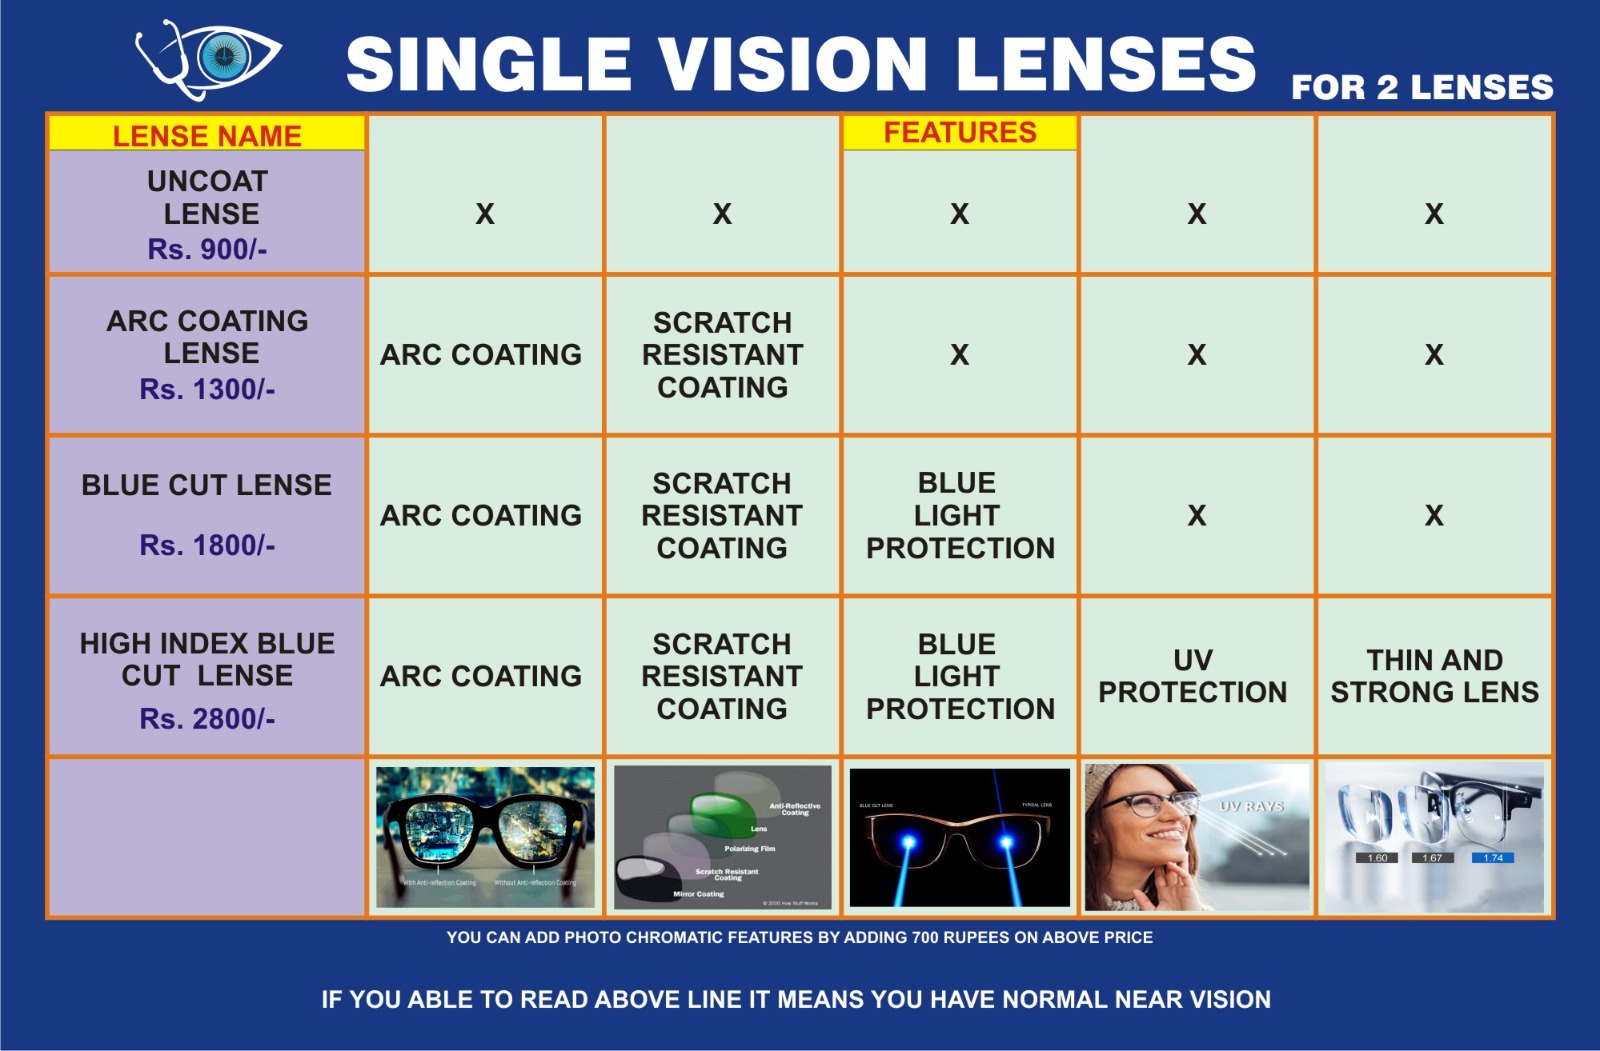 SINGLE VISION LENSES
FOR 2 LENSES
LENSE NAME
FEATURES
UNCOAT
LENSE
Rs. 900/-
X
X
X
X
X
ARC COATING
LENSE
Rs. 1300/-
ARC COATING
SCRATCH
RESISTANT
COATING
X
X
X
BLUE CUT LENSE
Rs. 1800/-
ARC COATING
SCRATCH
RESISTANT
COATING
BLUE
LIGHT
PROTECTION
X
X
HIGH INDEX BLUE
CUT LENSE
Rs. 2800/-
ARC COATING
SCRATCH
RESISTANT
COATING
BLUE
LIGHT
PROTECTION
UV
PROTECTION
THIN AND
STRONG LENS
With Anti-reflection Coating
Without Anti-reflection Coating
Anti-Reflective
Coating
Lens
Polarizing Film
Scratch Resistant
Coating
Mirror Coating
© 2000 How Stuff Works
BLUE CUT LENS
TYPICAL LENS
UV RAYS
1.60
1.67
1.74
YOU CAN ADD PHOTO CHROMATIC FEATURES BY ADDING 700 RUPEES ON ABOVE PRICE
IF YOU ABLE TO READ ABOVE LINE IT MEANS YOU HAVE NORMAL NEAR VISION